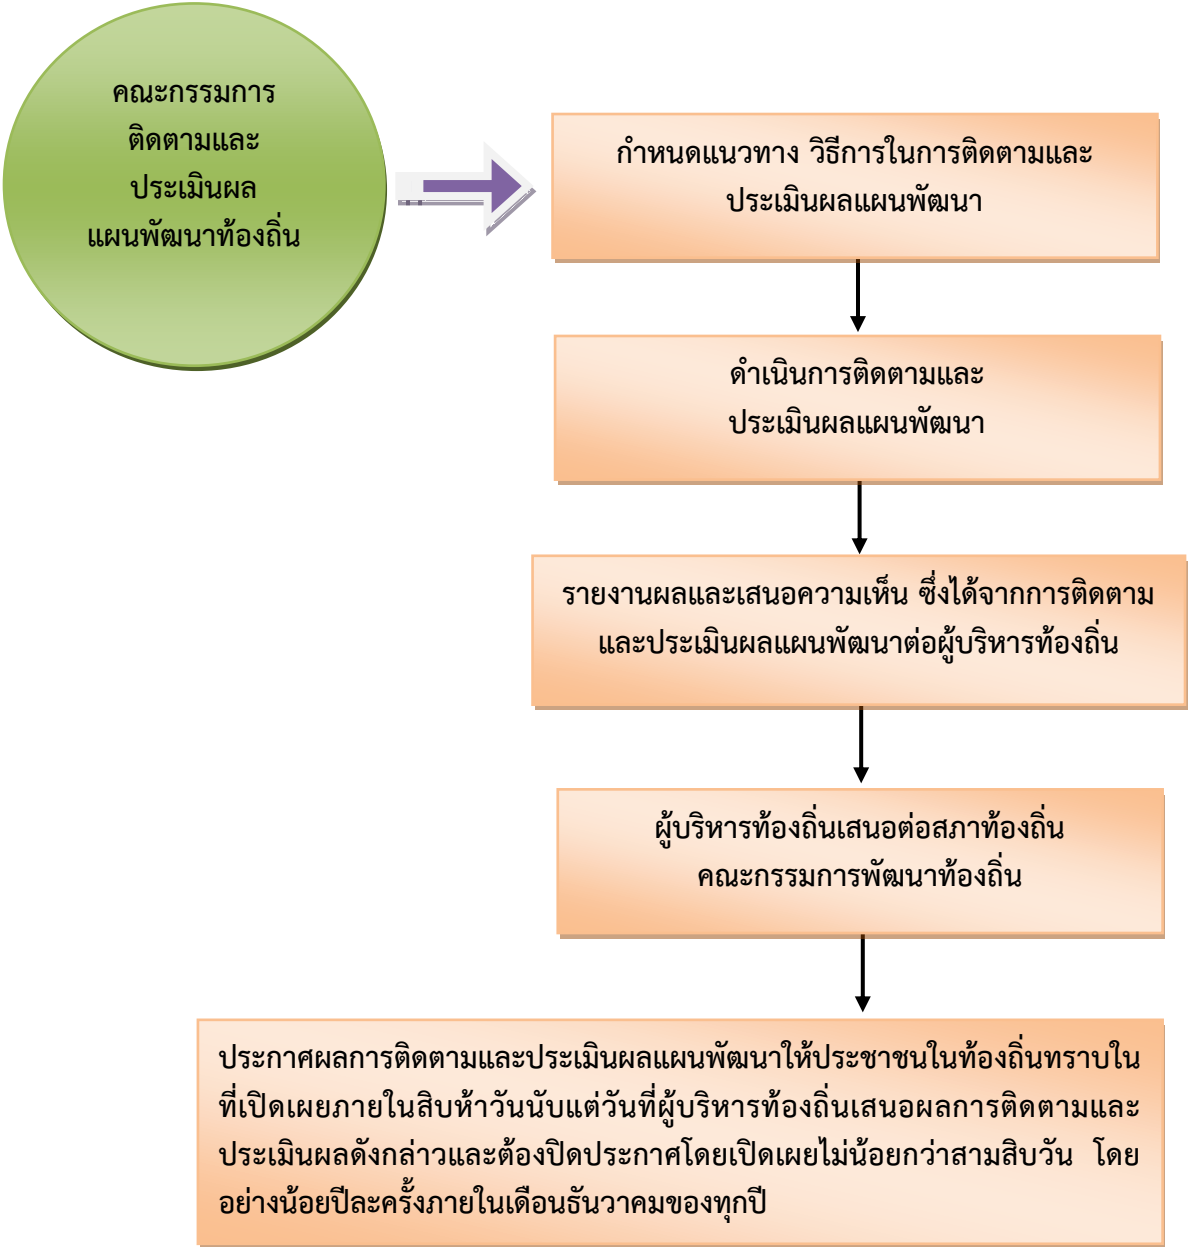 คณะกรรมการ
ติดตามและ
ประเมินผล
แผนพัฒนาท้องถิ่น
กำหนดแนวทาง วิธีการในการติดตามและ
ประเมินผลแผนพัฒนา
ดำเนินการติดตามและ
ประเมินผลแผนพัฒนา
รายงานผลและเสนอความเห็น ซึ่งได้จากการติดตาม
และประเมินผลแผนพัฒนาต่อผู้บริหารท้องถิ่น
ผู้บริหารท้องถิ่นเสนอต่อสภาท้องถิ่น
คณะกรรมการพัฒนาท้องถิ่น
ประกาศผลการติดตามและประเมินผลแผนพัฒนาให้ประชาชนในท้องถิ่นทราบใน
ที่เปิดเผยภายในสิบห้าวันนับแต่วันที่ผู้บริหารท้องถิ่นเสนอผลการติดตามและ
ประเมินผลดังกล่าวและต้องปิดประกาศโดยเปิดเผยไม่น้อยกว่าสามสิบวัน โดย
อย่างน้อยปีละครั้งภายในเดือนธันวาคมของทุกปี